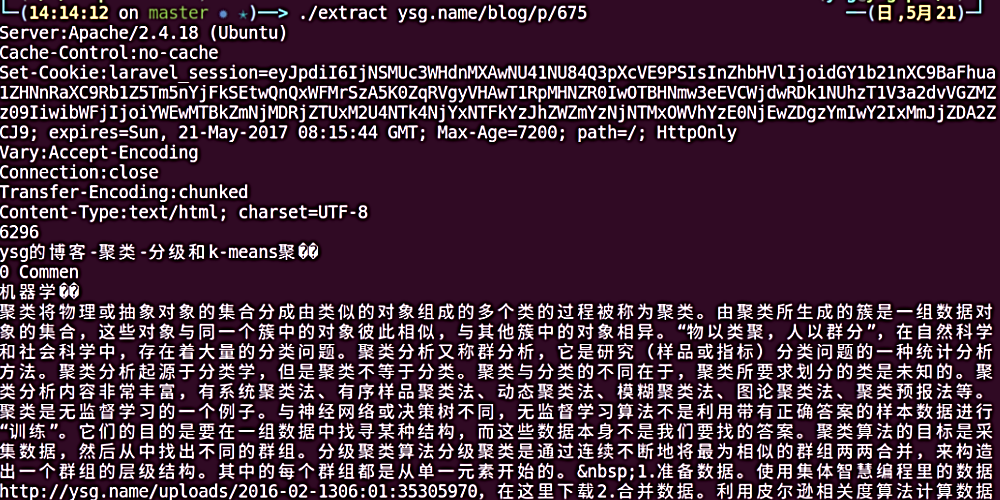 (14:14:12 on master ● ★)──> ./extract ysg.name/blog/p/675 ──(日,5月21)
Server:Apache/2.4.18 (Ubuntu)
Cache-Control:no-cache
Set-Cookie:laravel_session=eyJpdiI6IjNSMUc3WHdnMXAwNU41NU84Q3pXcVE9PSIsInZhbHVlIjoidGY1b21nXC9BaFhua
1ZHNnRaXC9Rb1Z5Tm5nYjFkSEtwQnQxWFMrSzA5K0ZqRVgyVHAwT1RpMHNZR0IwOTBHNmw3eEVCWjdwRDk1NUhzT1V3a2dvVGZMZ
z09IiwibWFjIjoiYWEwMTBkZmNjMDRjZTUxM2U4NTk4NjYxNTFkYzJhZWZmYzNjNTMxOWVhYzE0NjEwZDgzYmIwY2IxMmJjZDA2Z
CJ9; expires=Sun, 21-May-2017 08:15:44 GMT; Max-Age=7200; path=/; HttpOnly
Vary:Accept-Encoding
Connection:close
Transfer-Encoding:chunked
Content-Type:text/html; charset=UTF-8
6296
ysg的博客-聚类-分级和k-means聚��
0 Commen
机器学��
聚类将物理或抽象对象的集合分成由类似的对象组成的多个类的过程被称为聚类。由聚类所生成的簇是一组数据对
象的集合，这些对象与同一个簇中的对象彼此相似，与其他簇中的对象相异。“物以类聚，人以群分”，在自然科学
和社会科学中，存在着大量的分类问题。聚类分析又称群分析，它是研究（样品或指标）分类问题的一种统计分析
方法。聚类分析起源于分类学，但是聚类不等于分类。聚类与分类的不同在于，聚类所要求划分的类是未知的。聚
类分析内容非常丰富，有系统聚类法、有序样品聚类法、动态聚类法、模糊聚类法、图论聚类法、聚类预报法等。
聚类是无监督学习的一个例子。与神经网络或决策树不同，无监督学习算法不是利用带有正确答案的样本数据进行
“训练”。它们的目的是要在一组数据中找寻某种结构，而这些数据本身不是我们要找的答案。聚类算法的目标是采
集数据，然后从中找出不同的群组。分级聚类算法分级聚类是通过连续不断地将最为相似的群组两两合并，来构造
出一个群组的层级结构。其中的每个群组都是从单一元素开始的。&nbsp;1.准备数据。使用集体智慧编程里的数据
http://ysg.name/uploads/2016-02-1306:01:35305970，在这里下载2.合并数据。利用皮尔逊相关度算法计算数据